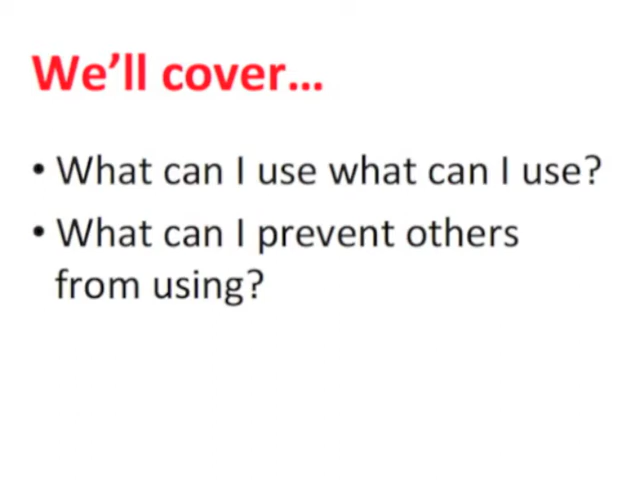 We'll cover…
• What can I use what can I use?
• What can I prevent others
from using?